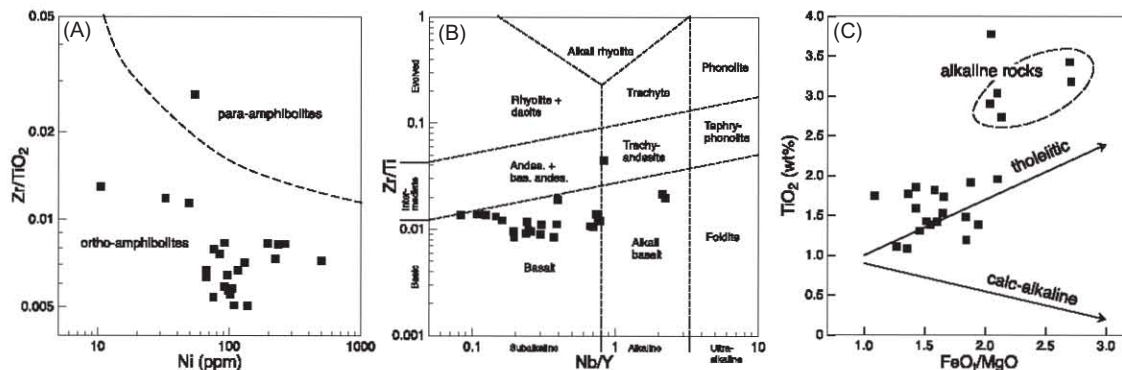 (A)
0.05
0.02
0.01
0.005
Zr/TiO2
para-amphibolites
ortho-amphibolites
10
100
1000
Ni (ppm)
(B)
1
0.1
0.01
0.001
Zr/Ti
Evolved
Inter-
mediate
Basic
Alkali rhyolite
Phonolite
Rhyolite +
dacite
Trachyte
Tephry-
phonolite
Trachy-
andesite
Andes. +
bas. andes.
Basalt
Alkali
basalt
Foidite
0.1
1
10
Subalkaline
Alkaline
Ultra-
alkaline
Nb/Y
(C)
4.0
3.5
3.0
2.5
2.0
1.5
1.0
0.5
0
TiO2 (wt%)
alkaline rocks
tholeiitic
calc-alkaline
1.0
1.5
2.0
2.5
3.0
FeOt/MgO